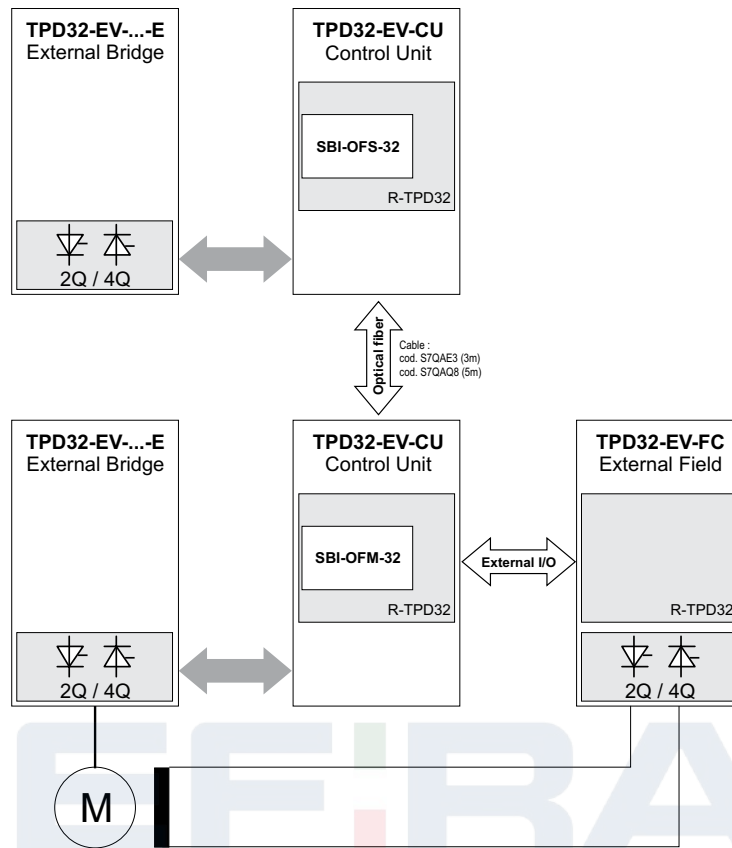 TPD32-EV-...-E
External Bridge
2Q / 4Q
TPD32-EV-CU
Control Unit
SBI-OFS-32
R-TPD32
Optical fiber
Cable :
cod. S7QAE3 (3m)
cod. S7QAQ8 (5m)
TPD32-EV-...-E
External Bridge
2Q / 4Q
TPD32-EV-CU
Control Unit
SBI-OFM-32
R-TPD32
External I/O
TPD32-EV-FC
External Field
R-TPD32
2Q / 4Q
M
EFIRA